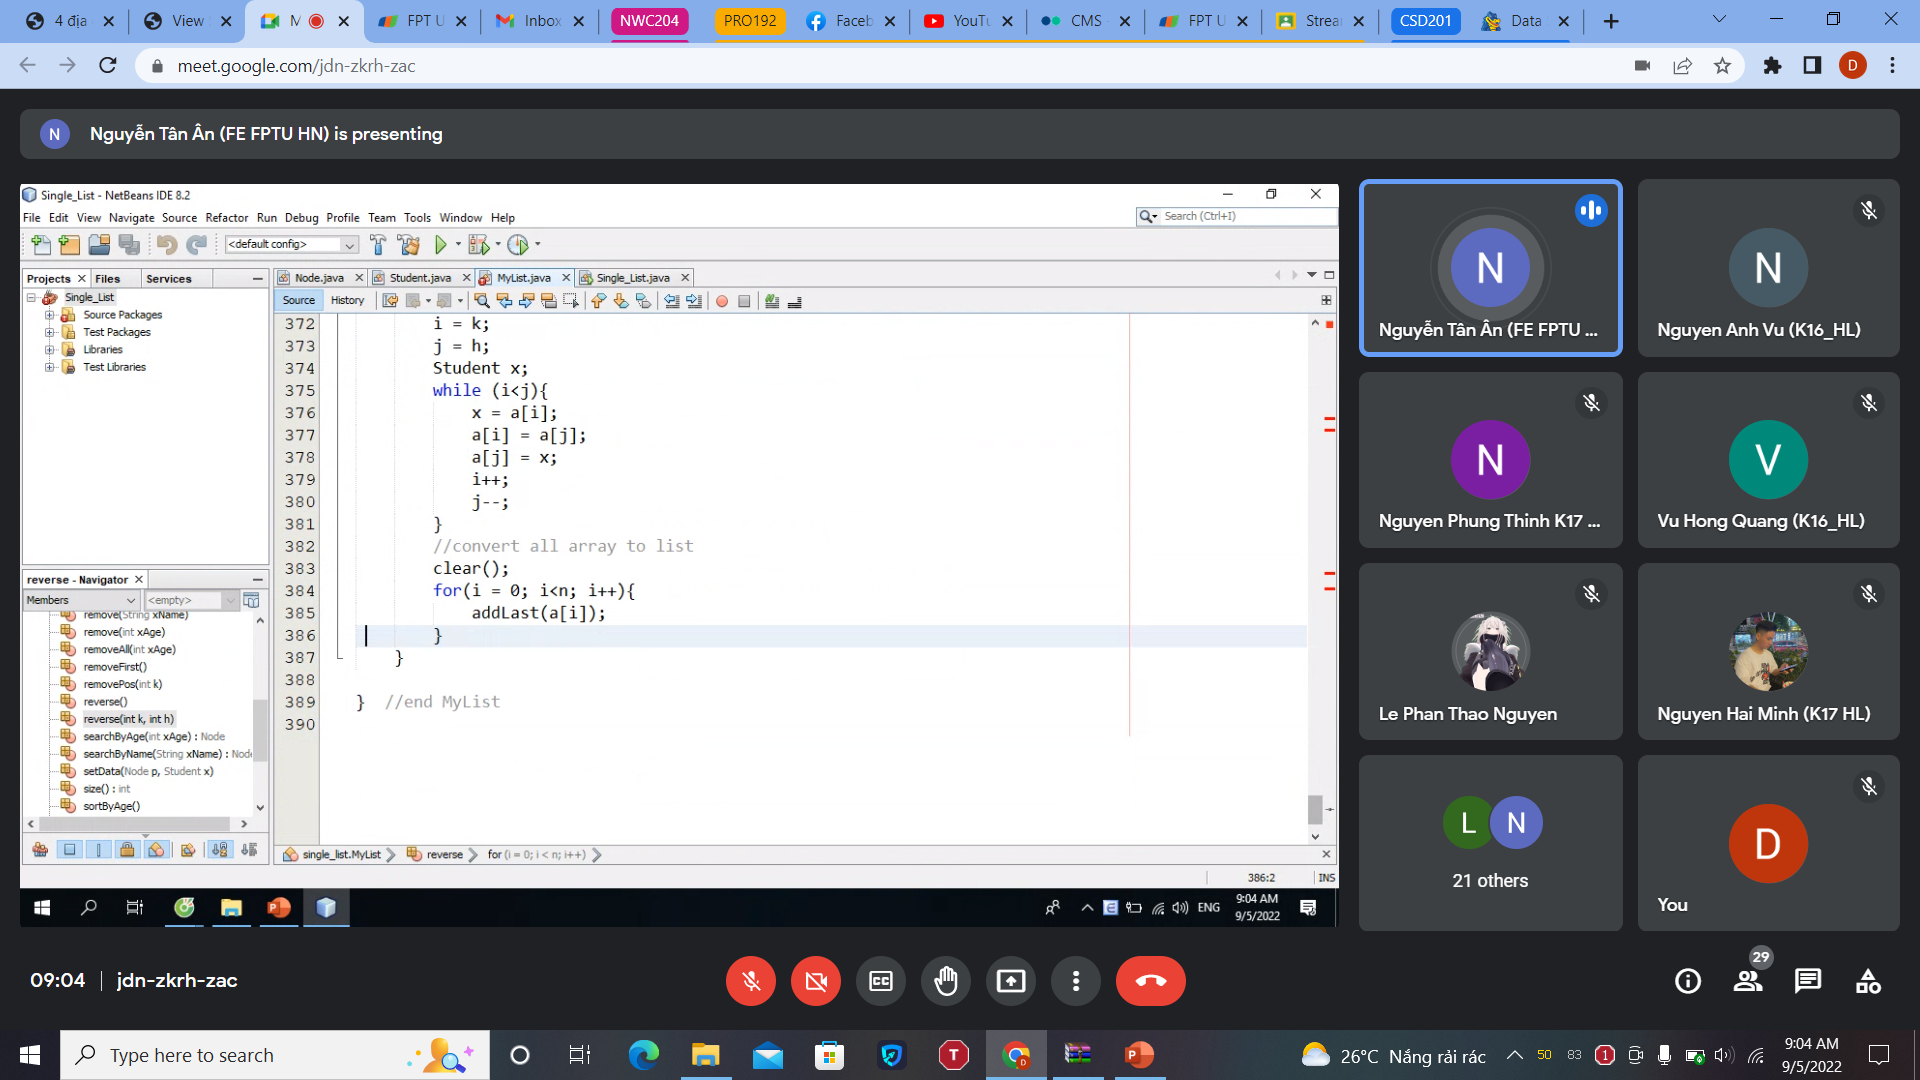 4 địa
View
M
FPT U
Inbox
NWC204
PRO192
Faceb
YouTu
CMS -
FPT U
Strea
CSD201
Data
meet.google.com/jdn-zkrh-zac
D
N
Nguyễn Tân Ân (FE FPTU HN) is presenting
Single_List - NetBeans IDE 8.2
File Edit View Navigate Source Refactor Run Debug Profile Team Tools Window Help
Search (Ctrl+I)
<default config>
Projects Files Services
Node.java Student.java MyList.java Single_List.java
Source History
Single_List
Source Packages
Test Packages
Libraries
Test Libraries
372 i = k;
373 j = h;
374 Student x;
375 while (i<j){
376 x = a[i];
377 a[i] = a[j];
378 a[j] = x;
379 i++;
380 j--;
381 }
382 //convert all array to list
383 clear();
384 for(i = 0; i<n; i++){
385 addLast(a[i]);
386 }
387 }
388
389 } //end MyList
390
reverse - Navigator
Members <empty>
remove(String xName)
remove(int xAge)
removeAll(int xAge)
removeFirst()
removePos(int k)
reverse()
reverse(int k, int h)
searchByAge(int xAge) : Node
searchByName(String xName) : Node
setData(Node p, Student x)
size() : int
sortByAge()
single_list.MyList reverse for (i = 0; i < n; i++)
386:2 INS
ENG
9:04 AM
9/5/2022
N
Nguyễn Tân Ân (FE FPTU ...
N
Nguyen Anh Vu (K16_HL)
N
Nguyen Phung Thinh K17 ...
V
Vu Hong Quang (K16_HL)
Le Phan Thao Nguyen
Nguyen Hai Minh (K17 HL)
L N
21 others
D
You
09:04 | jdn-zkrh-zac
29
Type here to search
26°C Nắng rải rác
50 83 1
9:04 AM
9/5/2022